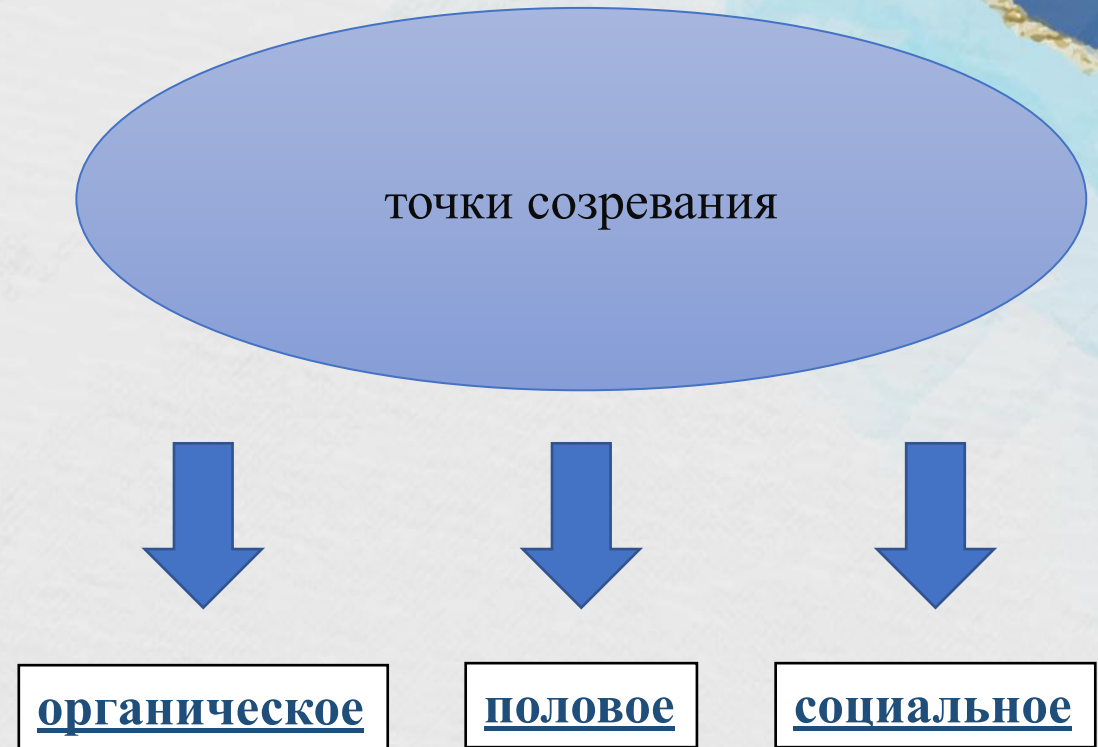 точки созревания
органическое
половое
социальное